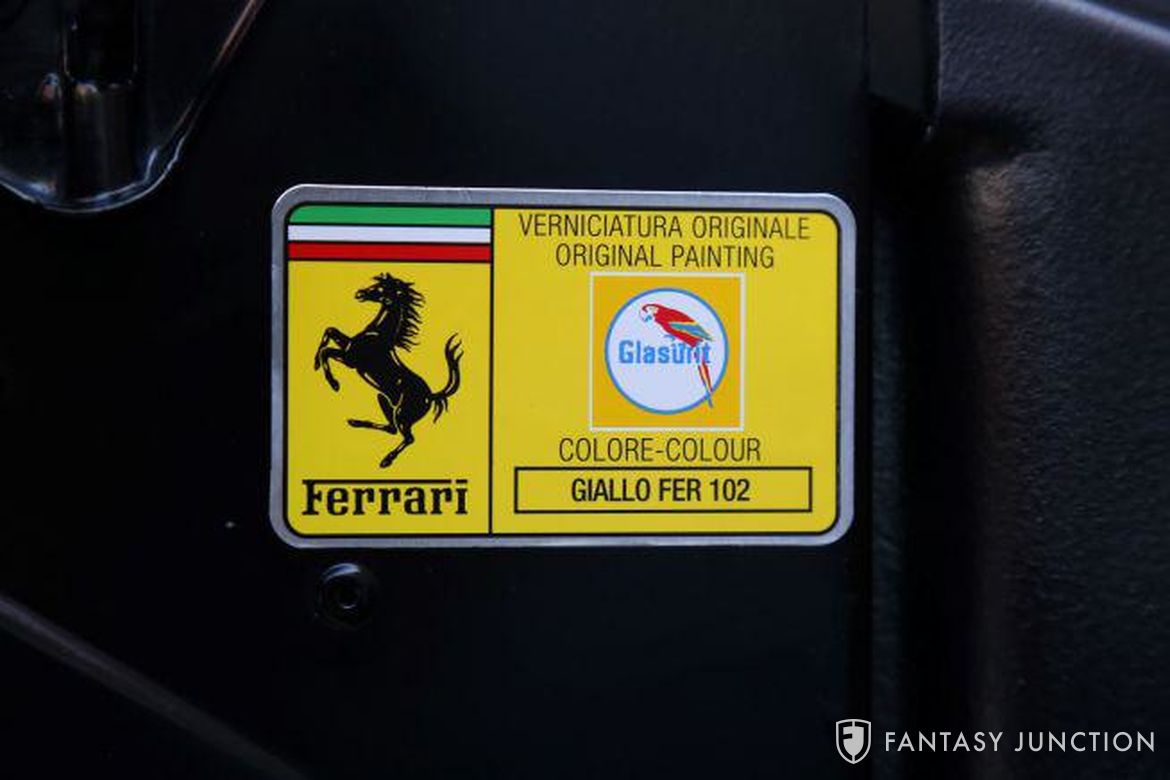 VERNICIATURA ORIGINALE
ORIGINAL PAINTING
Glasurit
COLORE-COLOUR
GIALLO FER 102
Ferrari
FANTASY JUNCTION